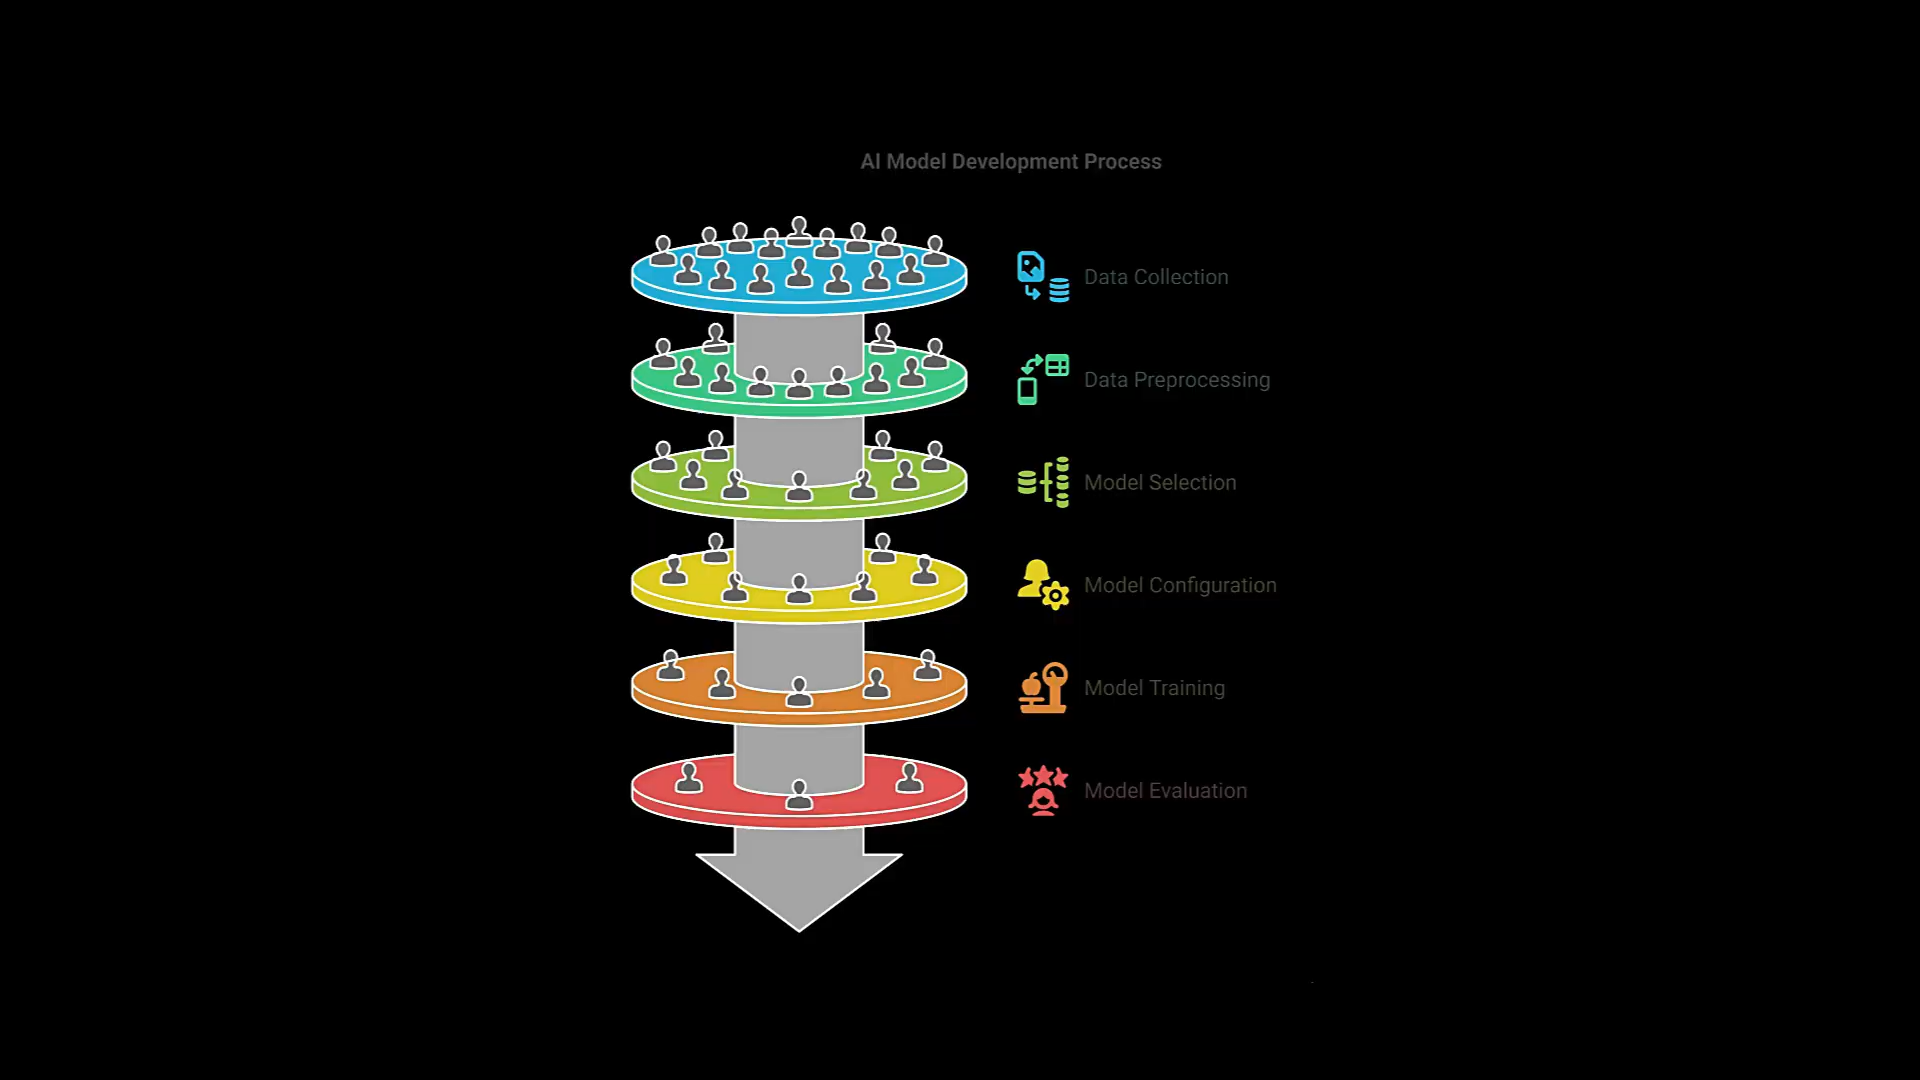 AI Model Development Process
Data Collection
Data Preprocessing
Model Selection
Model Configuration
Model Training
Model Evaluation